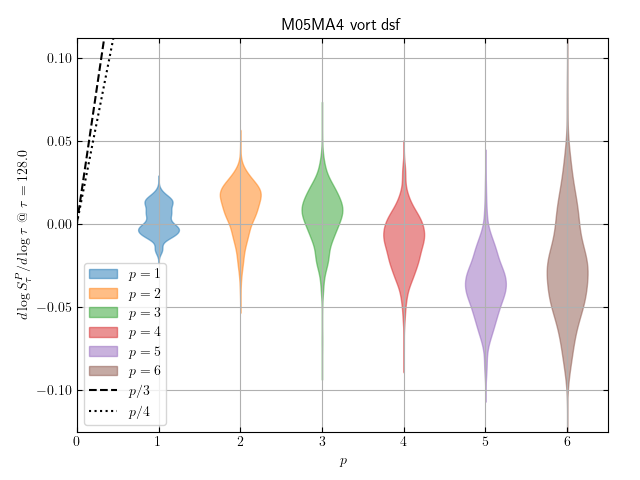 M05MA4 vort dsf
d log S_τ^P / d log τ @ τ = 128.0
0.10
0.05
0.00
−0.05
−0.10
p = 1
p = 2
p = 3
p = 4
p = 5
p = 6
p/3
p/4
0 1 2 3 4 5 6
p